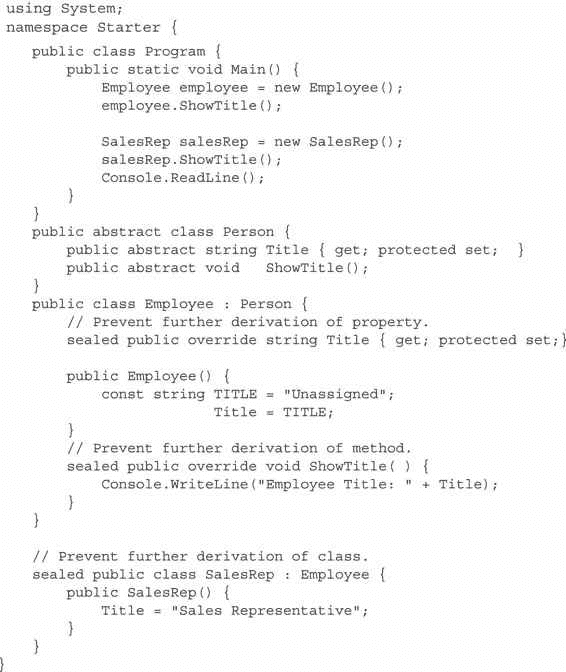 using System;
namespace Starter {
    public class Program {
        public static void Main() {
            Employee employee = new Employee();
            employee.ShowTitle();

            SalesRep salesRep = new SalesRep();
            salesRep.ShowTitle();
            Console.ReadLine();
        }
    }
    public abstract class Person {
        public abstract string Title { get; protected set;  }
        public abstract void   ShowTitle();
    }
    public class Employee : Person {
        // Prevent further derivation of property.
        sealed public override string Title { get; protected set;}

        public Employee() {
            const string TITLE = "Unassigned";
                         Title = TITLE;
        }
        // Prevent further derivation of method.
        sealed public override void ShowTitle( ) {
            Console.WriteLine("Employee Title: " + Title);
        }
    }

    // Prevent further derivation of class.
    sealed public class SalesRep : Employee {
        public SalesRep() {
            Title = "Sales Representative";
        }
    }
}